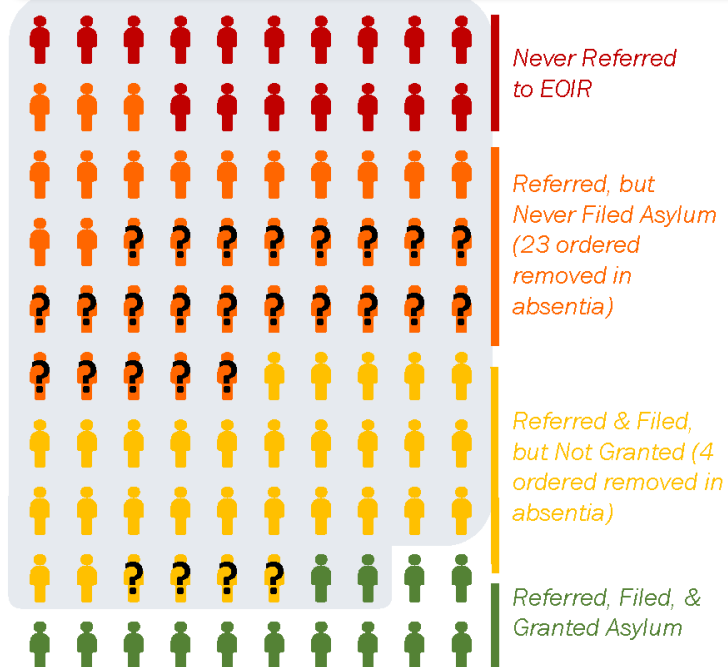 Never Referred
to EOIR
? ? ? ? ? ? ? ?
Referred, but
Never Filed Asylum
(23 ordered
removed in
absentia)
? ? ? ? ? ? ? ? ? ?
? ? ? ? ?
Referred & Filed,
but Not Granted (4
ordered removed in
absentia)
? ? ? ?
Referred, Filed, &
Granted Asylum